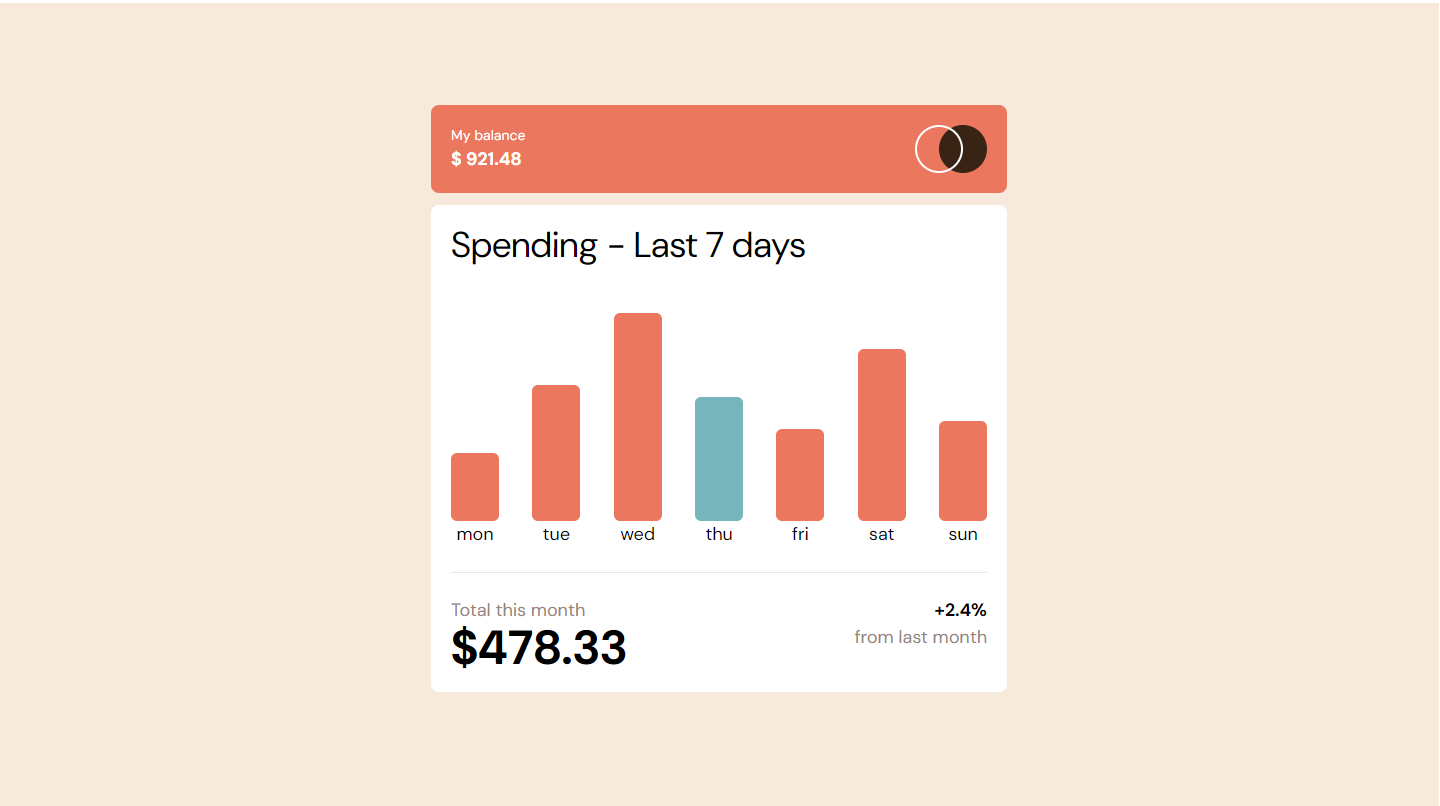 My balance
$ 921.48
Spending - Last 7 days
mon tue wed thu fri sat sun
Total this month
$478.33
+2.4%
from last month